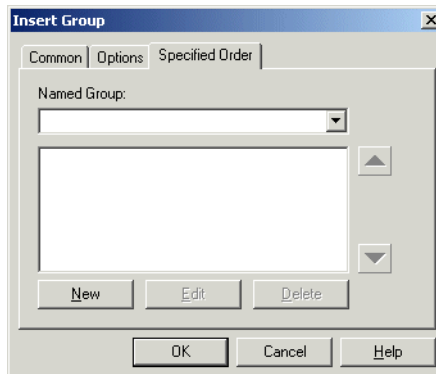 Insert Group
Common Options Specified Order
Named Group:
New Edit Delete
OK Cancel Help